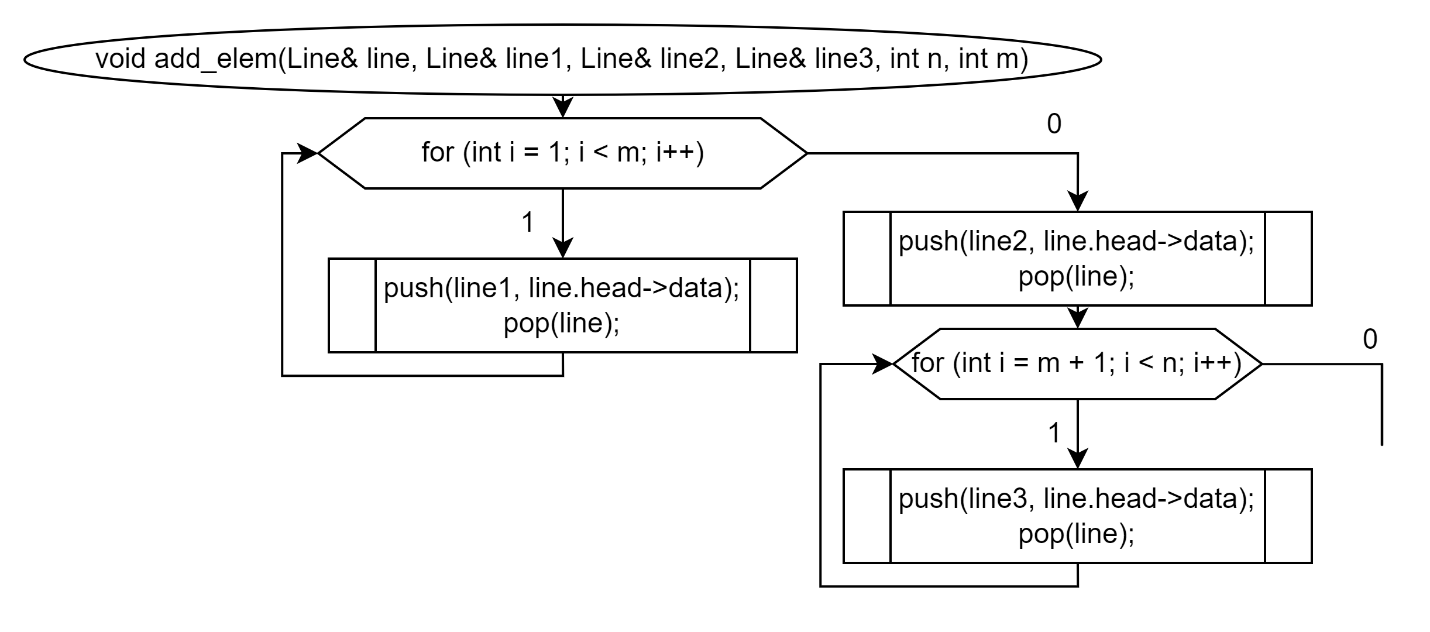 void add_elem(Line& line, Line& line1, Line& line2, Line& line3, int n, int m)
for (int i = 1; i < m; i++)
0
1
push(line1, line.head->data);
pop(line);
push(line2, line.head->data);
pop(line);
for (int i = m + 1; i < n; i++)
0
1
push(line3, line.head->data);
pop(line);